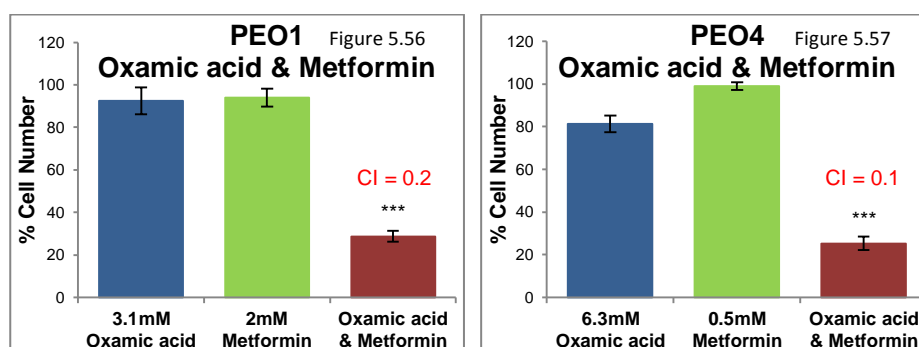 PEO1 Figure 5.56
Oxamic acid & Metformin
% Cell Number
120
100
80
60
40
20
0
CI = 0.2
***
3.1mM 2mM Oxamic acid
Oxamic acid Metformin & Metformin
PEO4 Figure 5.57
Oxamic acid & Metformin
% Cell Number
120
100
80
60
40
20
0
CI = 0.1
***
6.3mM 0.5mM Oxamic acid
Oxamic acid Metformin & Metformin